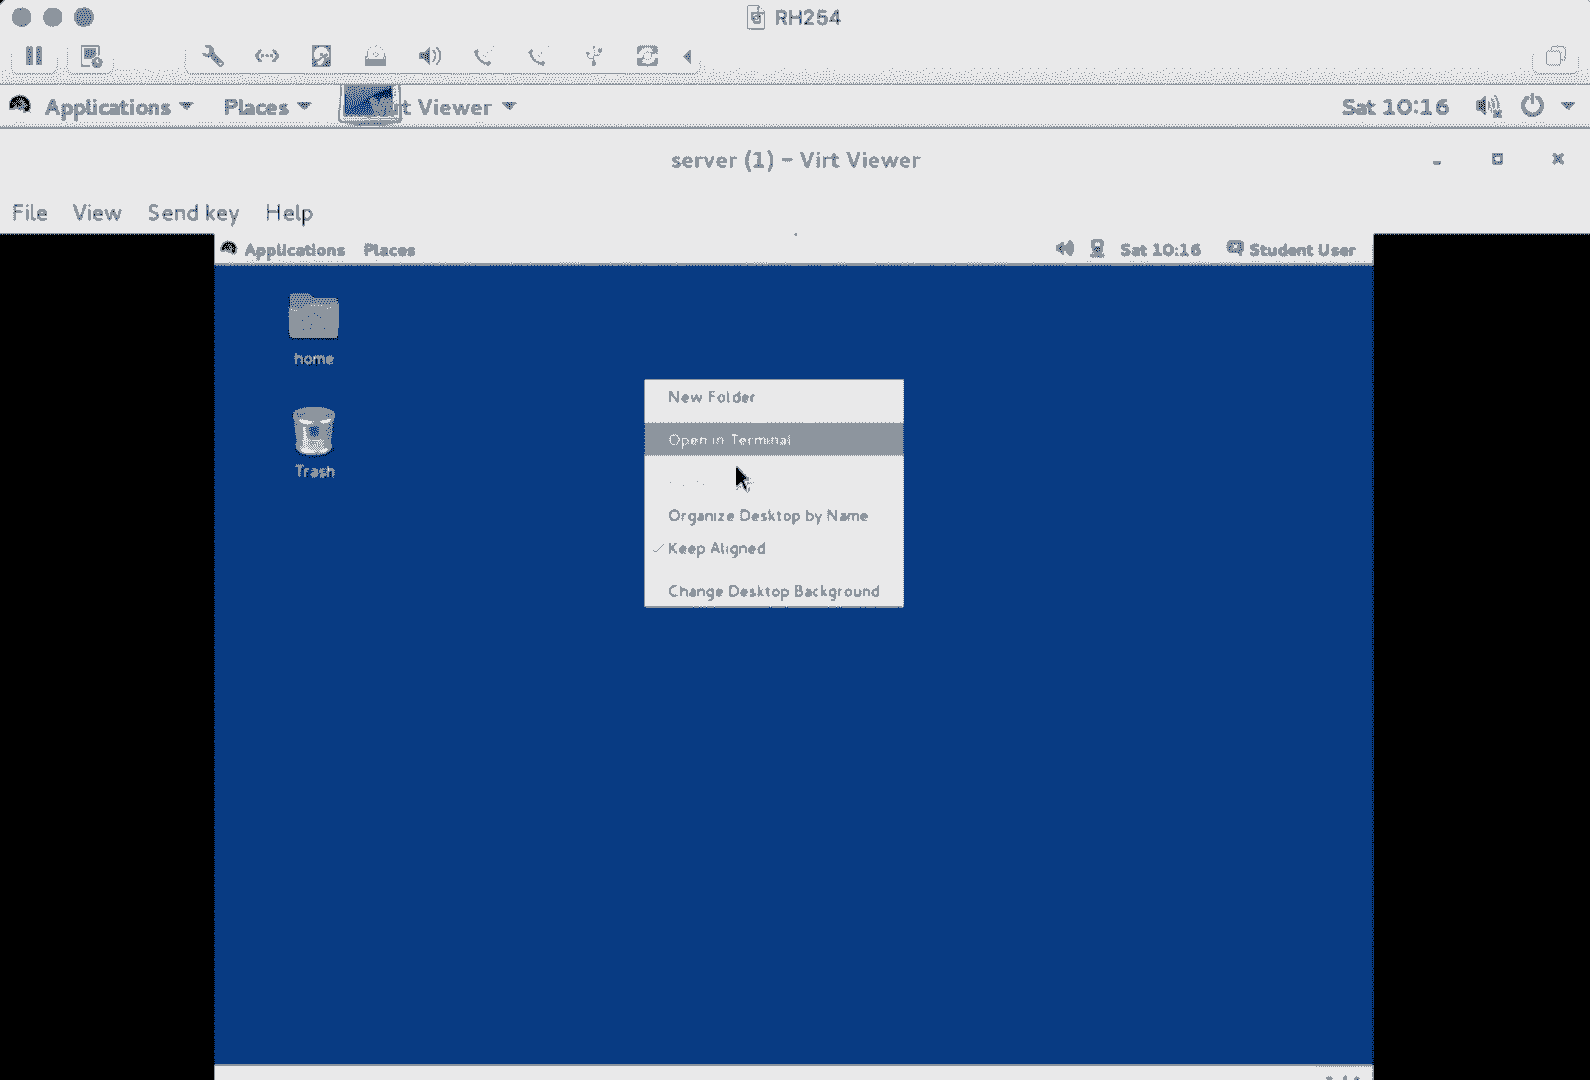 RH254
Applications Places Virt Viewer Sat 10:16
server (1) – Virt Viewer
File View Send key Help
Applications Places Sat 10:16 Student User
home
Trash
New Folder
Open in Terminal
Organize Desktop by Name
Keep Aligned
Change Desktop Background